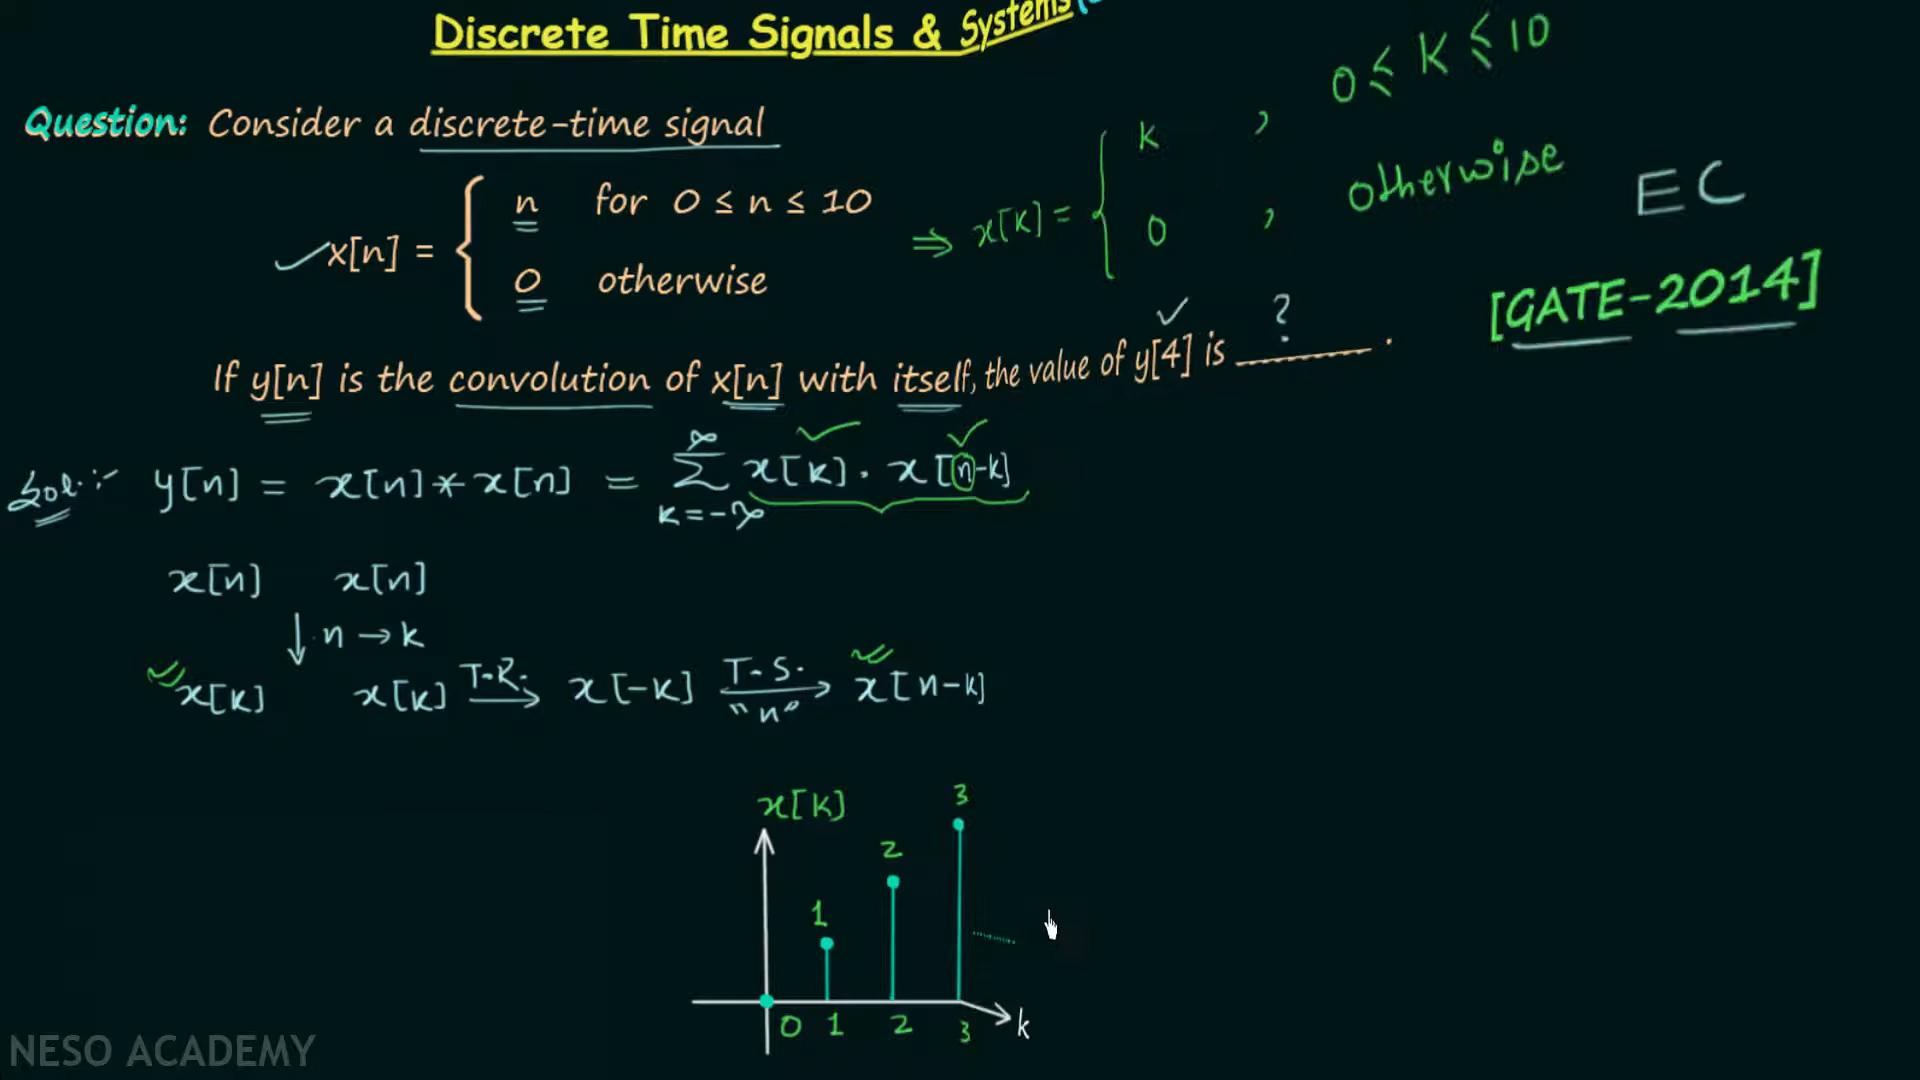 Discrete Time Signals & Systems
Question: Consider a discrete-time signal
x[n] = { n for 0 ≤ n ≤ 10
0 otherwise
⇒ x[k] = { k , 0 ≤ k ≤ 10
0 , otherwise
EC
[GATE-2014]
If y[n] is the convolution of x[n] with itself, the value of y[4] is ? .
Sol:- y[n] = x[n] * x[n] = ∞ Σ k=-∞ x[k] . x[n-k]
x[n] x[n]
↓ n → k
x[k] x[k] T.R. → x[-k] T.S. "n" → x[n-k]
x[k]
3
2
1
0 1 2 3 k
NESO ACADEMY